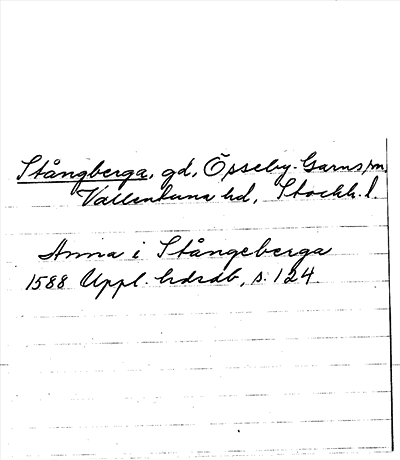 Stångberga, gd, Össeby-Garns sn,
Vallentuna hd, Stockh. l.
Anna i Stångeberga
1588 Uppl. hdrdb, s. 124